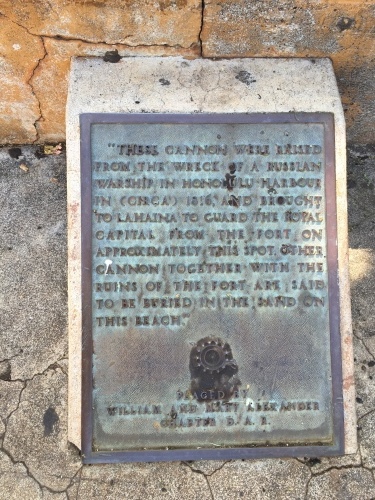 "THESE CANNON WERE RAISED
FROM THE WRECK OF A RUSSIAN
WARSHIP IN HONOLULU HARBOUR
IN (CIRCA) 1816, AND BROUGHT
TO LAHAINA TO GUARD THE ROYAL
CAPITAL FROM THE FORT ON
APPROXIMATELY THIS SPOT. OTHER
CANNON TOGETHER WITH THE
RUINS OF THE FORT ARE SAID
TO BE BURIED IN THE SAND ON
THIS BEACH."
PLACED BY
WILLIAM AND MARY ALEXANDER
CHAPTER D. A. R.